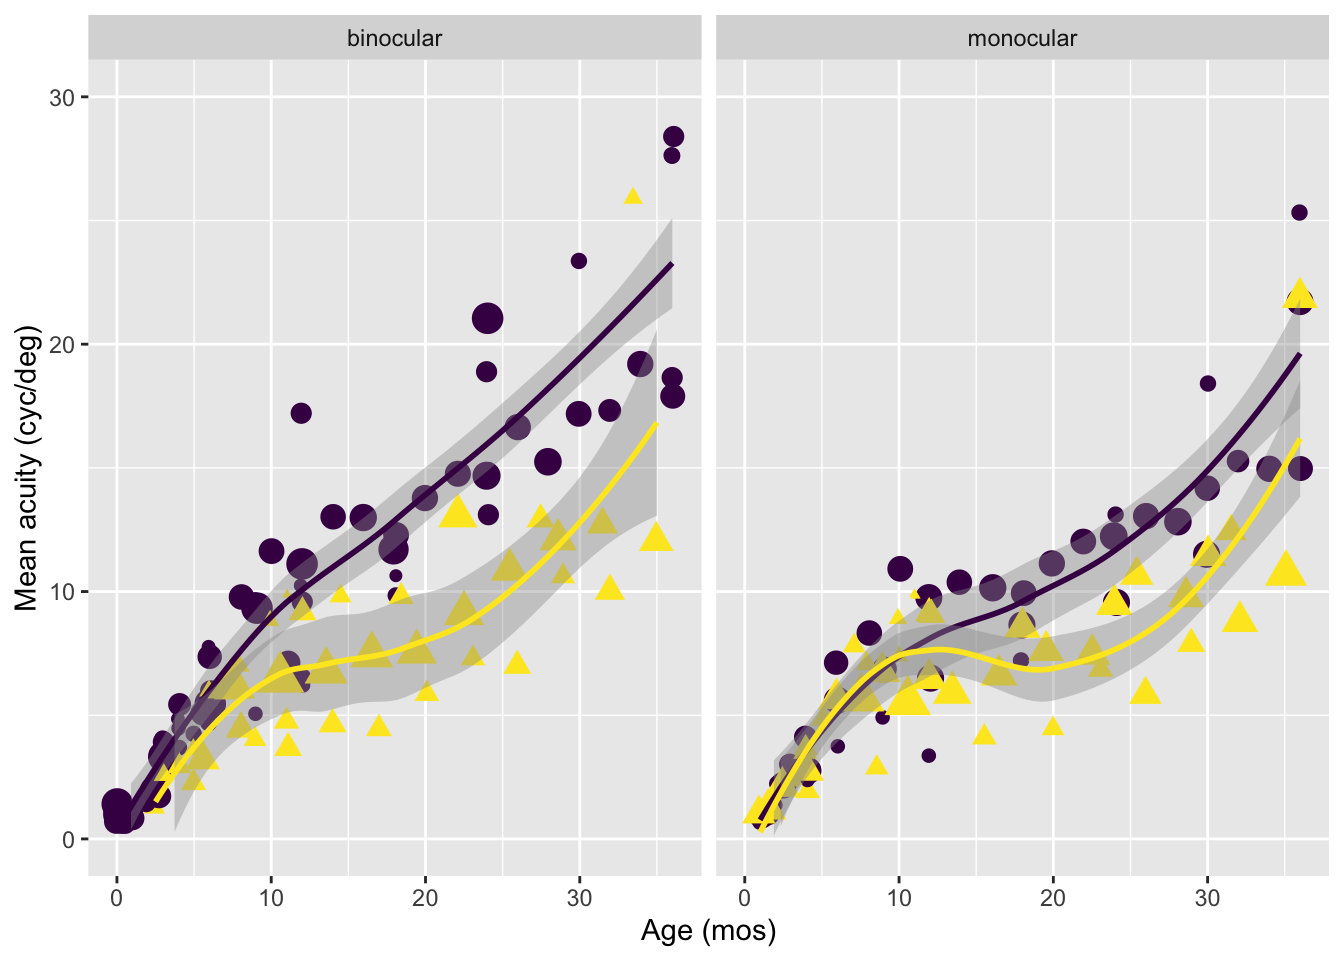 binocular monocular
30
20
10
0
0 10 20 30 0 10 20 30
Age (mos)
Mean acuity (cyc/deg)